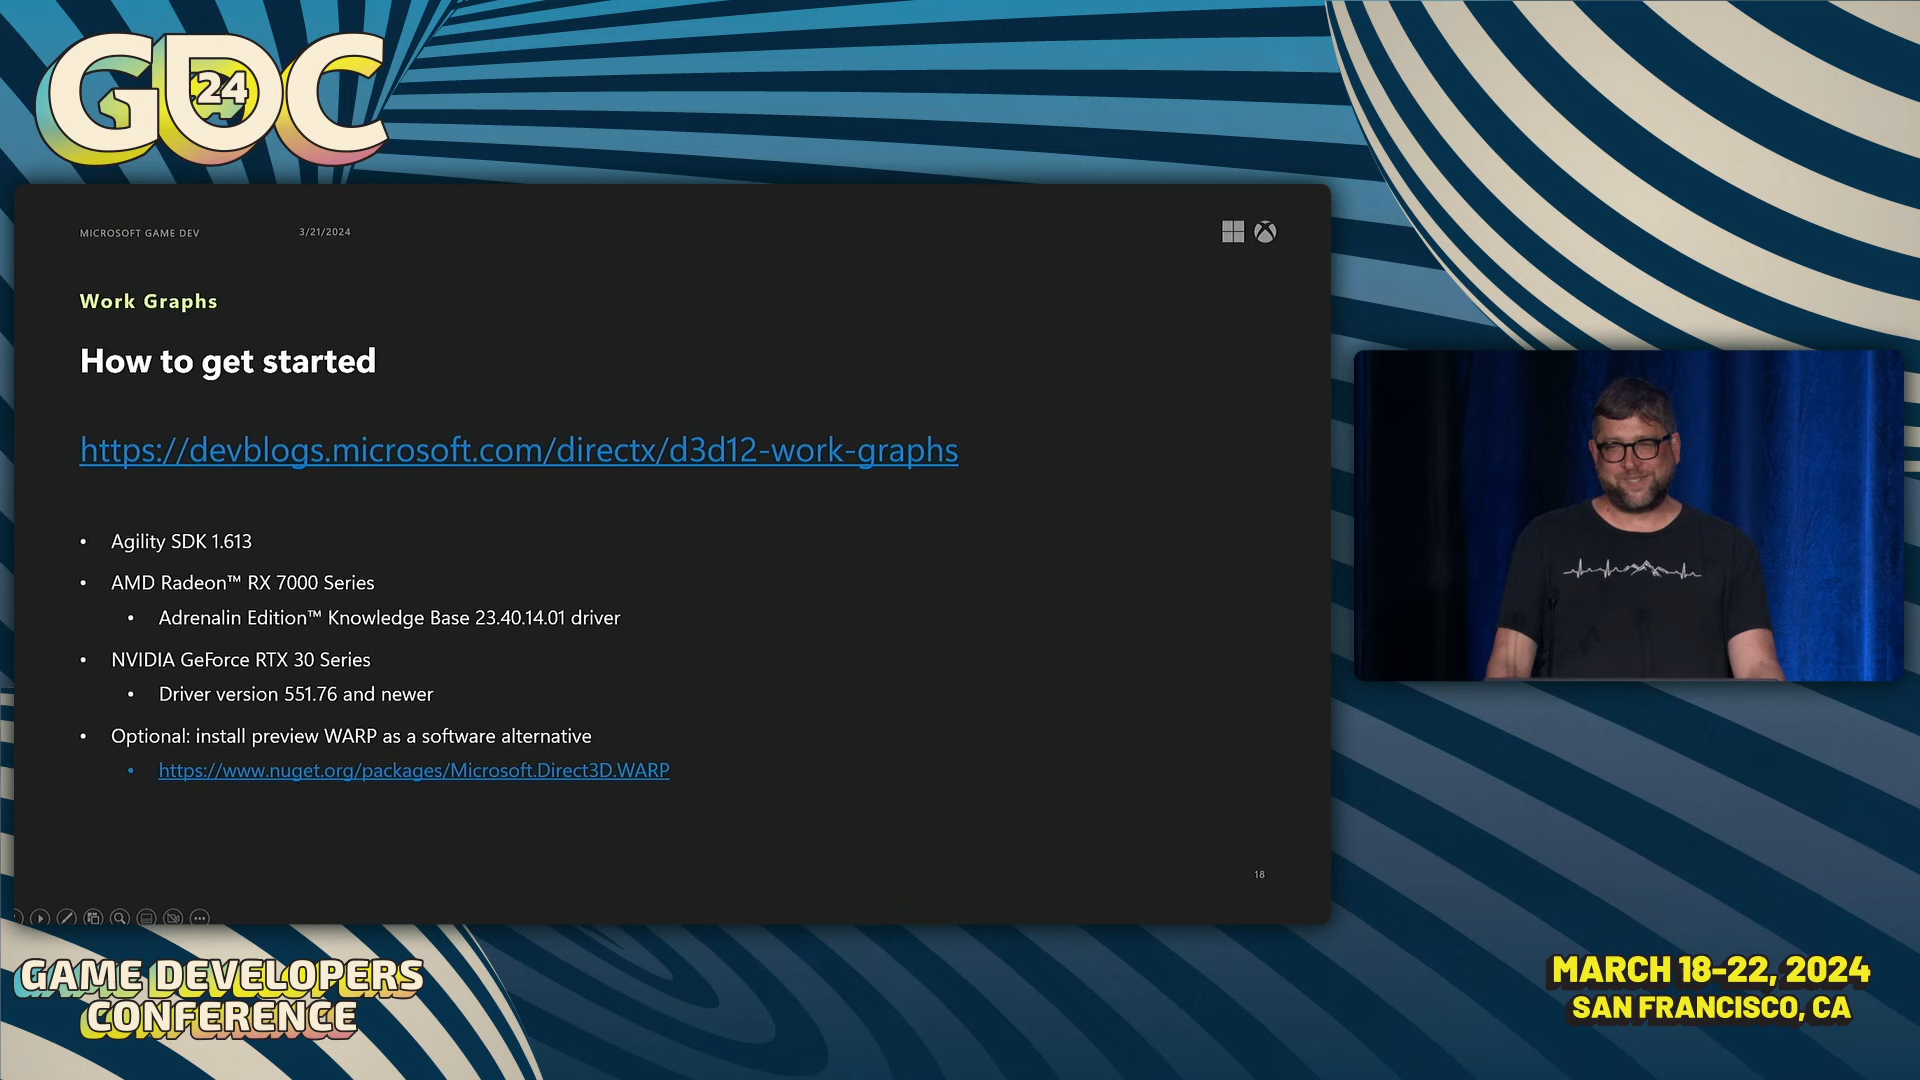 GDC
24
MICROSOFT GAME DEV
3/21/2024
Work Graphs
How to get started
https://devblogs.microsoft.com/directx/d3d12-work-graphs
• Agility SDK 1.613
• AMD Radeon™ RX 7000 Series
• Adrenalin Edition™ Knowledge Base 23.40.14.01 driver
• NVIDIA GeForce RTX 30 Series
• Driver version 551.76 and newer
• Optional: install preview WARP as a software alternative
• https://www.nuget.org/packages/Microsoft.Direct3D.WARP
18
GAME DEVELOPERS
CONFERENCE
MARCH 18-22, 2024
SAN FRANCISCO, CA